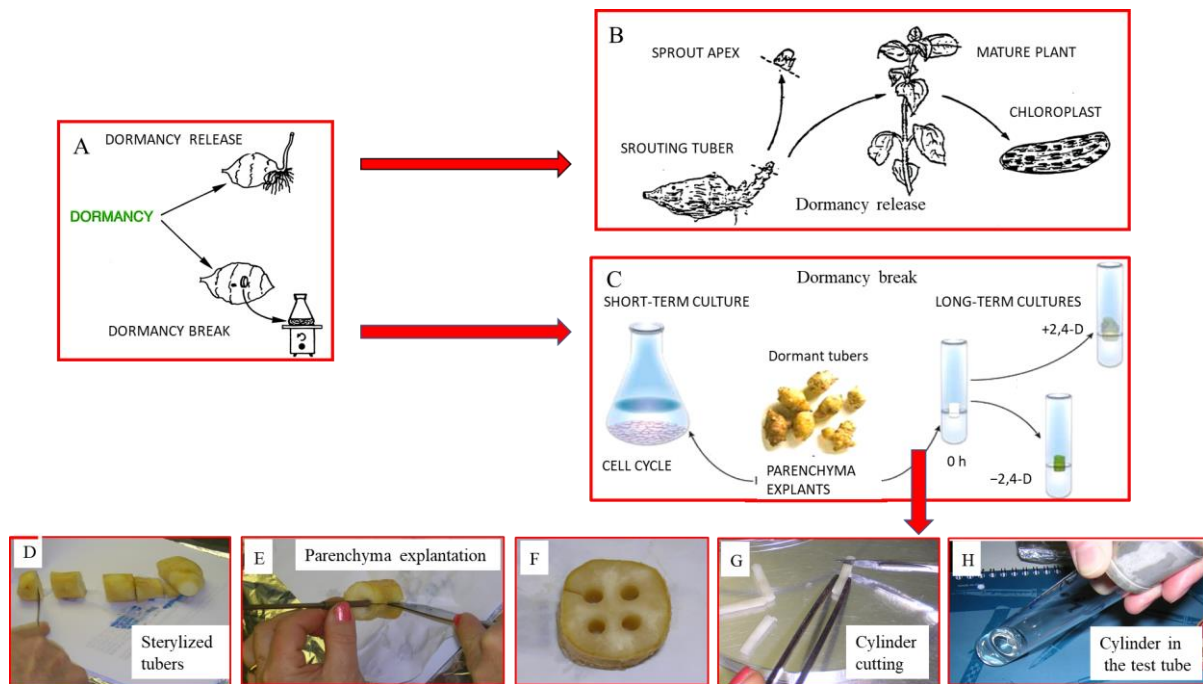 A
DORMANCY RELEASE
DORMANCY
DORMANCY BREAK
B
SPROUT APEX
MATURE PLANT
CHLOROPLAST
SROUTING TUBER
Dormancy release
C
Dormancy break
SHORT-TERM CULTURE
LONG-TERM CULTURES
+2,4-D
Dormant tubers
CELL CYCLE
PARENCHYMA
EXPLANTS
0 h
−2,4-D
D
Sterylized
tubers
E
Parenchyma explantation
F
G
Cylinder
cutting
H
Cylinder in
the test tube